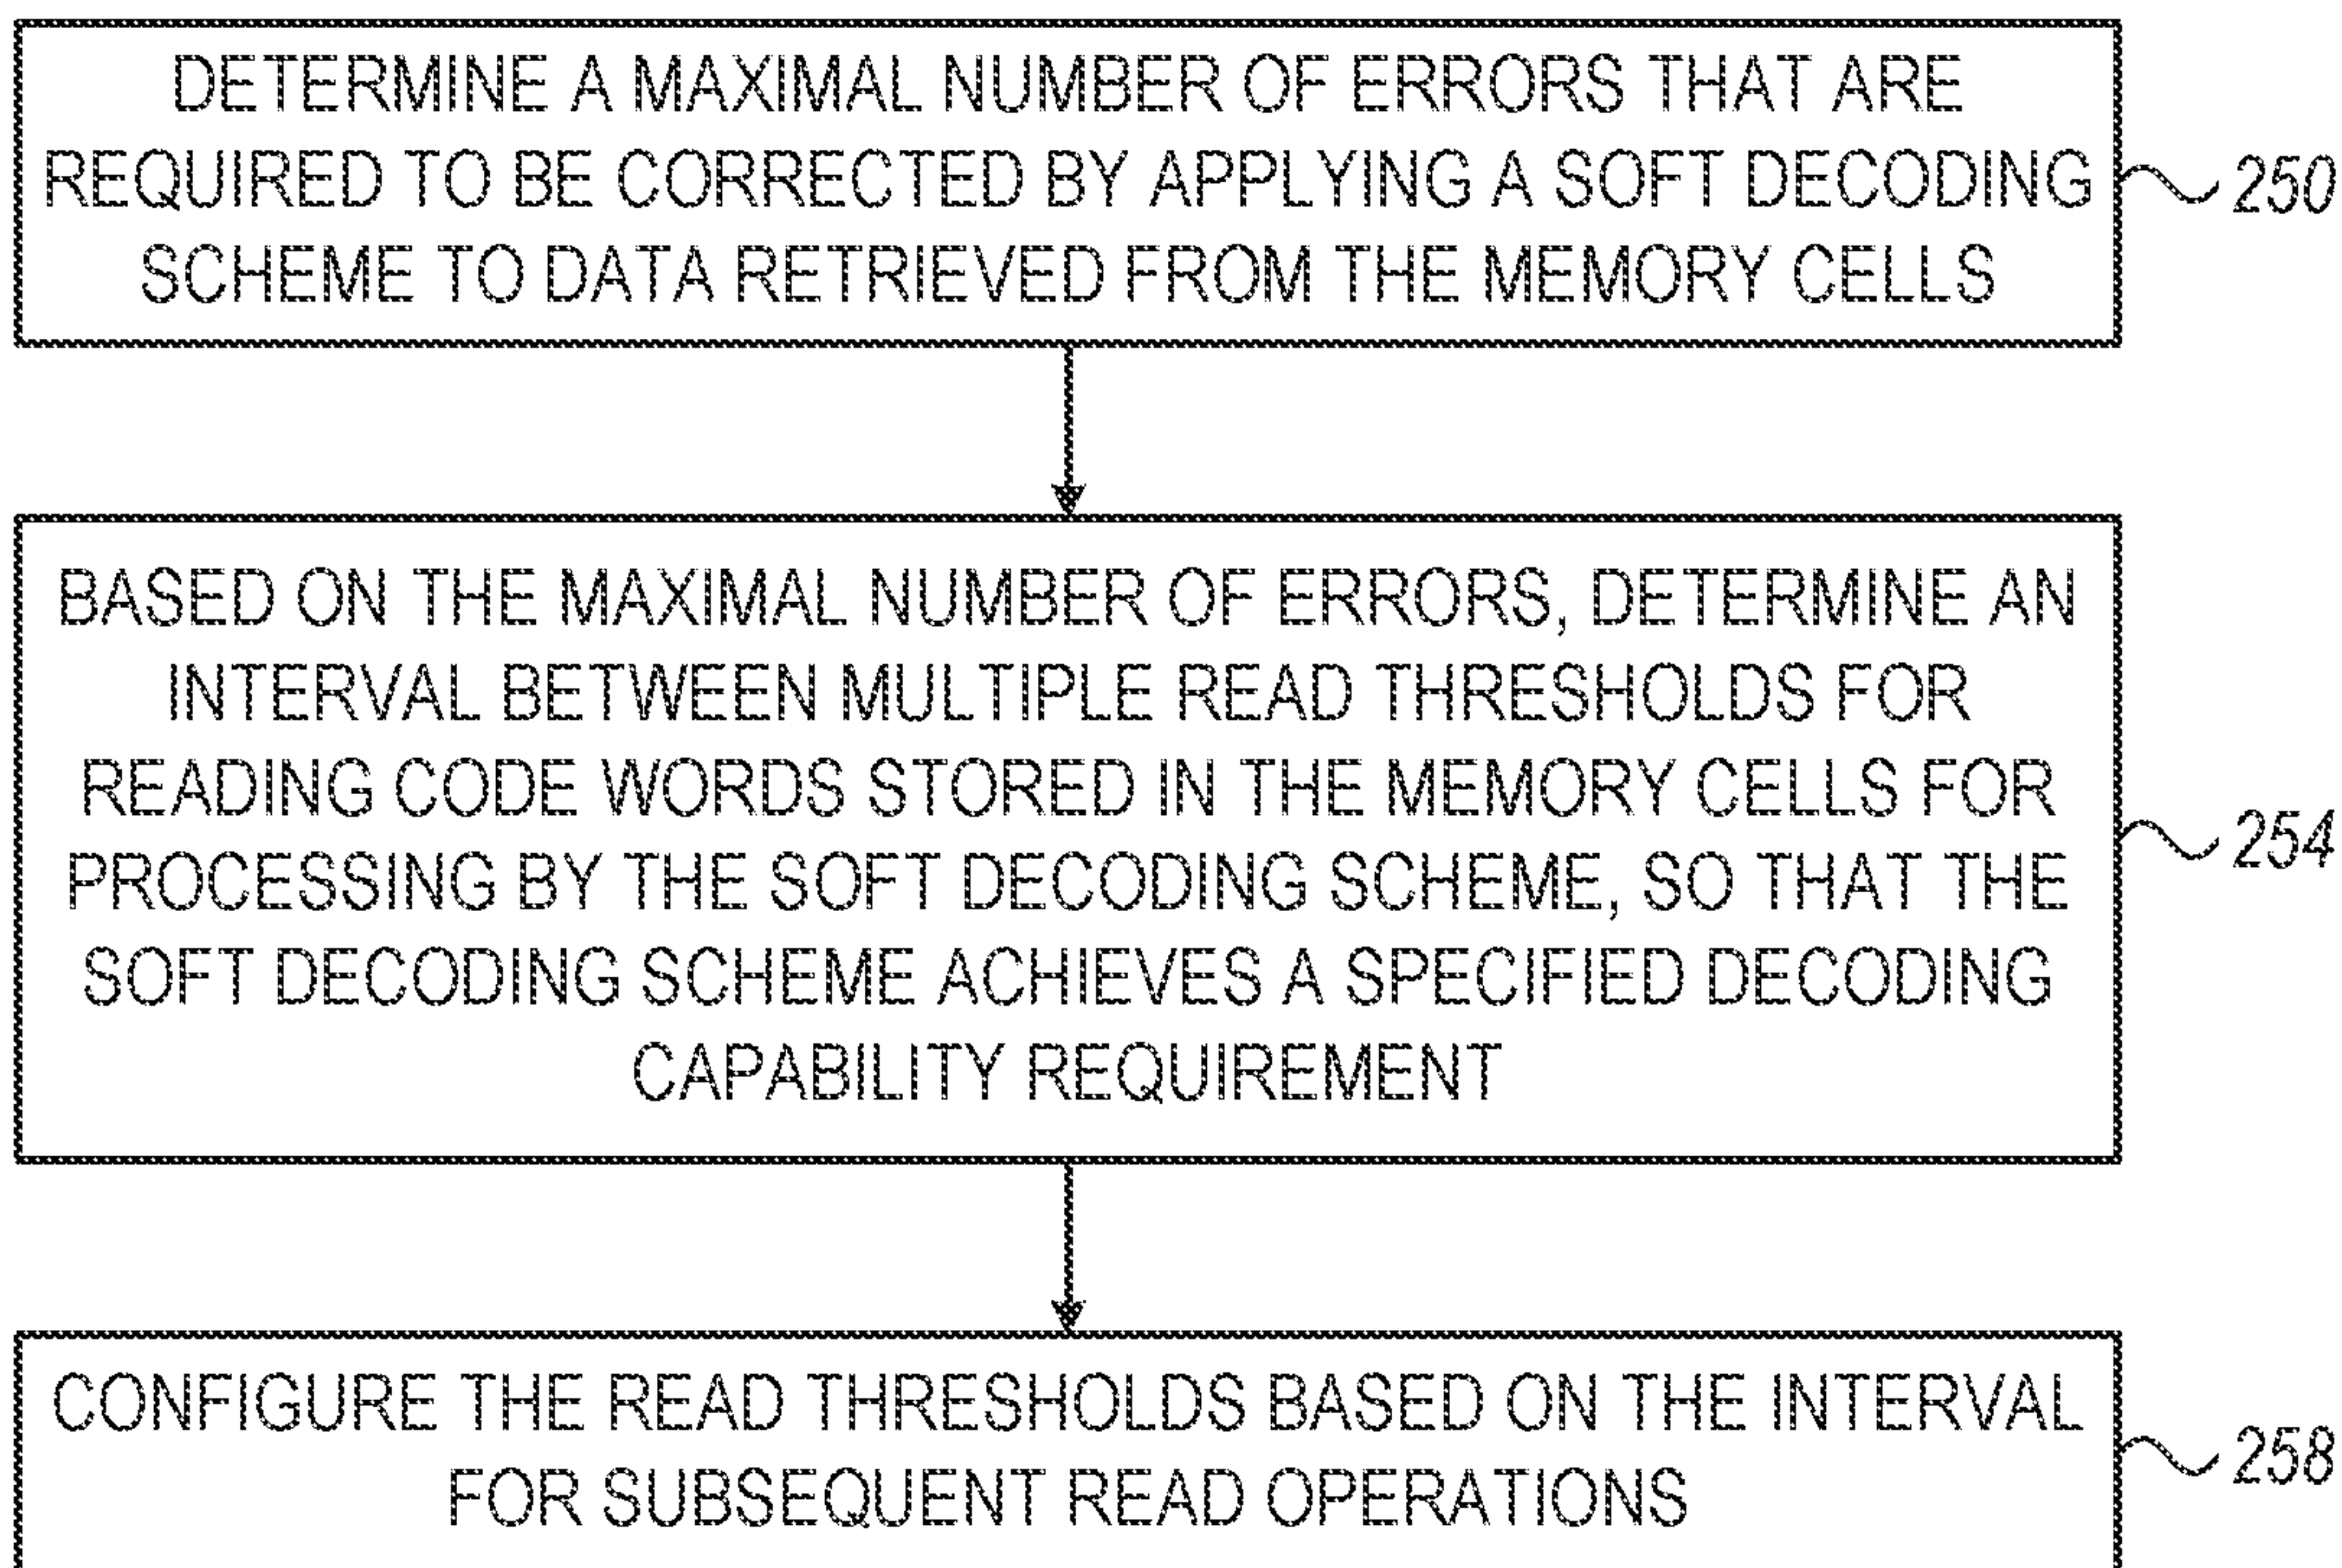 DETERMINE A MAXIMAL NUMBER OF ERRORS THAT ARE
REQUIRED TO BE CORRECTED BY APPLYING A SOFT DECODING
SCHEME TO DATA RETRIEVED FROM THE MEMORY CELLS
250
BASED ON THE MAXIMAL NUMBER OF ERRORS, DETERMINE AN
INTERVAL BETWEEN MULTIPLE READ THRESHOLDS FOR
READING CODE WORDS STORED IN THE MEMORY CELLS FOR
PROCESSING BY THE SOFT DECODING SCHEME, SO THAT THE
SOFT DECODING SCHEME ACHIEVES A SPECIFIED DECODING
CAPABILITY REQUIREMENT
254
CONFIGURE THE READ THRESHOLDS BASED ON THE INTERVAL
FOR SUBSEQUENT READ OPERATIONS
258